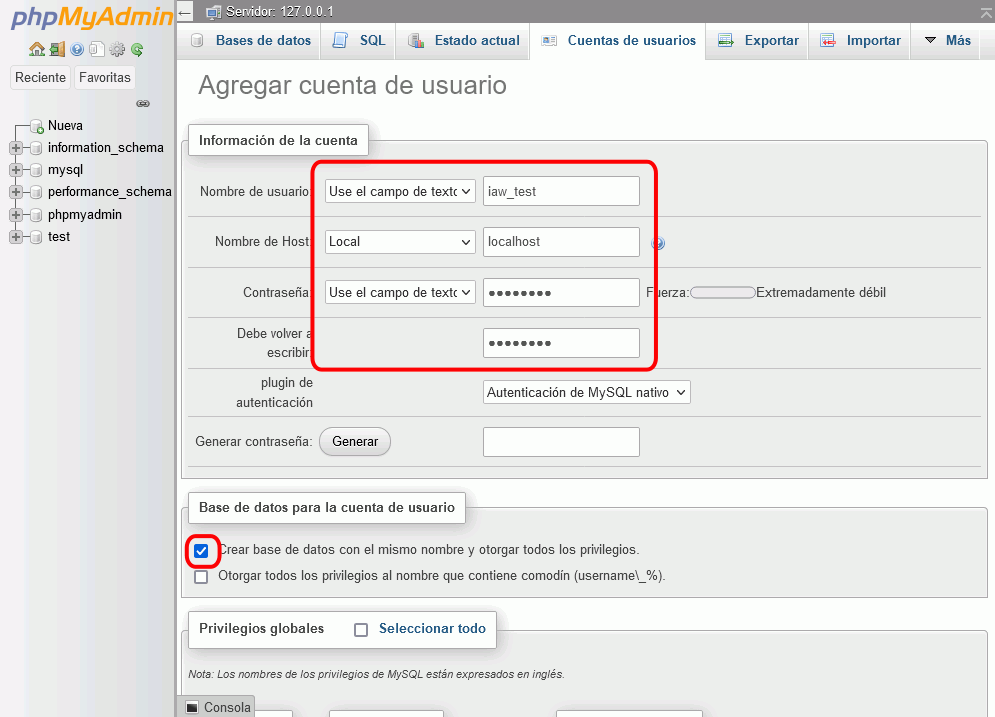 phpMyAdmin
Servidor: 127.0.0.1
Bases de datos
SQL
Estado actual
Cuentas de usuarios
Exportar
Importar
Más
Reciente Favoritas
Nueva
information_schema
mysql
performance_schema
phpmyadmin
test
Agregar cuenta de usuario
Información de la cuenta
Nombre de usuario: Use el campo de texto iaw_test
Nombre de Host: Local localhost
Contraseña: Use el campo de texto •••••••• Fuerza: Extremadamente débil
Debe volver a
escribir: ••••••••
plugin de
autenticación Autenticación de MySQL nativo
Generar contraseña: Generar
Base de datos para la cuenta de usuario
Crear base de datos con el mismo nombre y otorgar todos los privilegios.
Otorgar todos los privilegios al nombre que contiene comodín (username\_%).
Privilegios globales Seleccionar todo
Nota: Los nombres de los privilegios de MySQL están expresados en inglés.
Consola